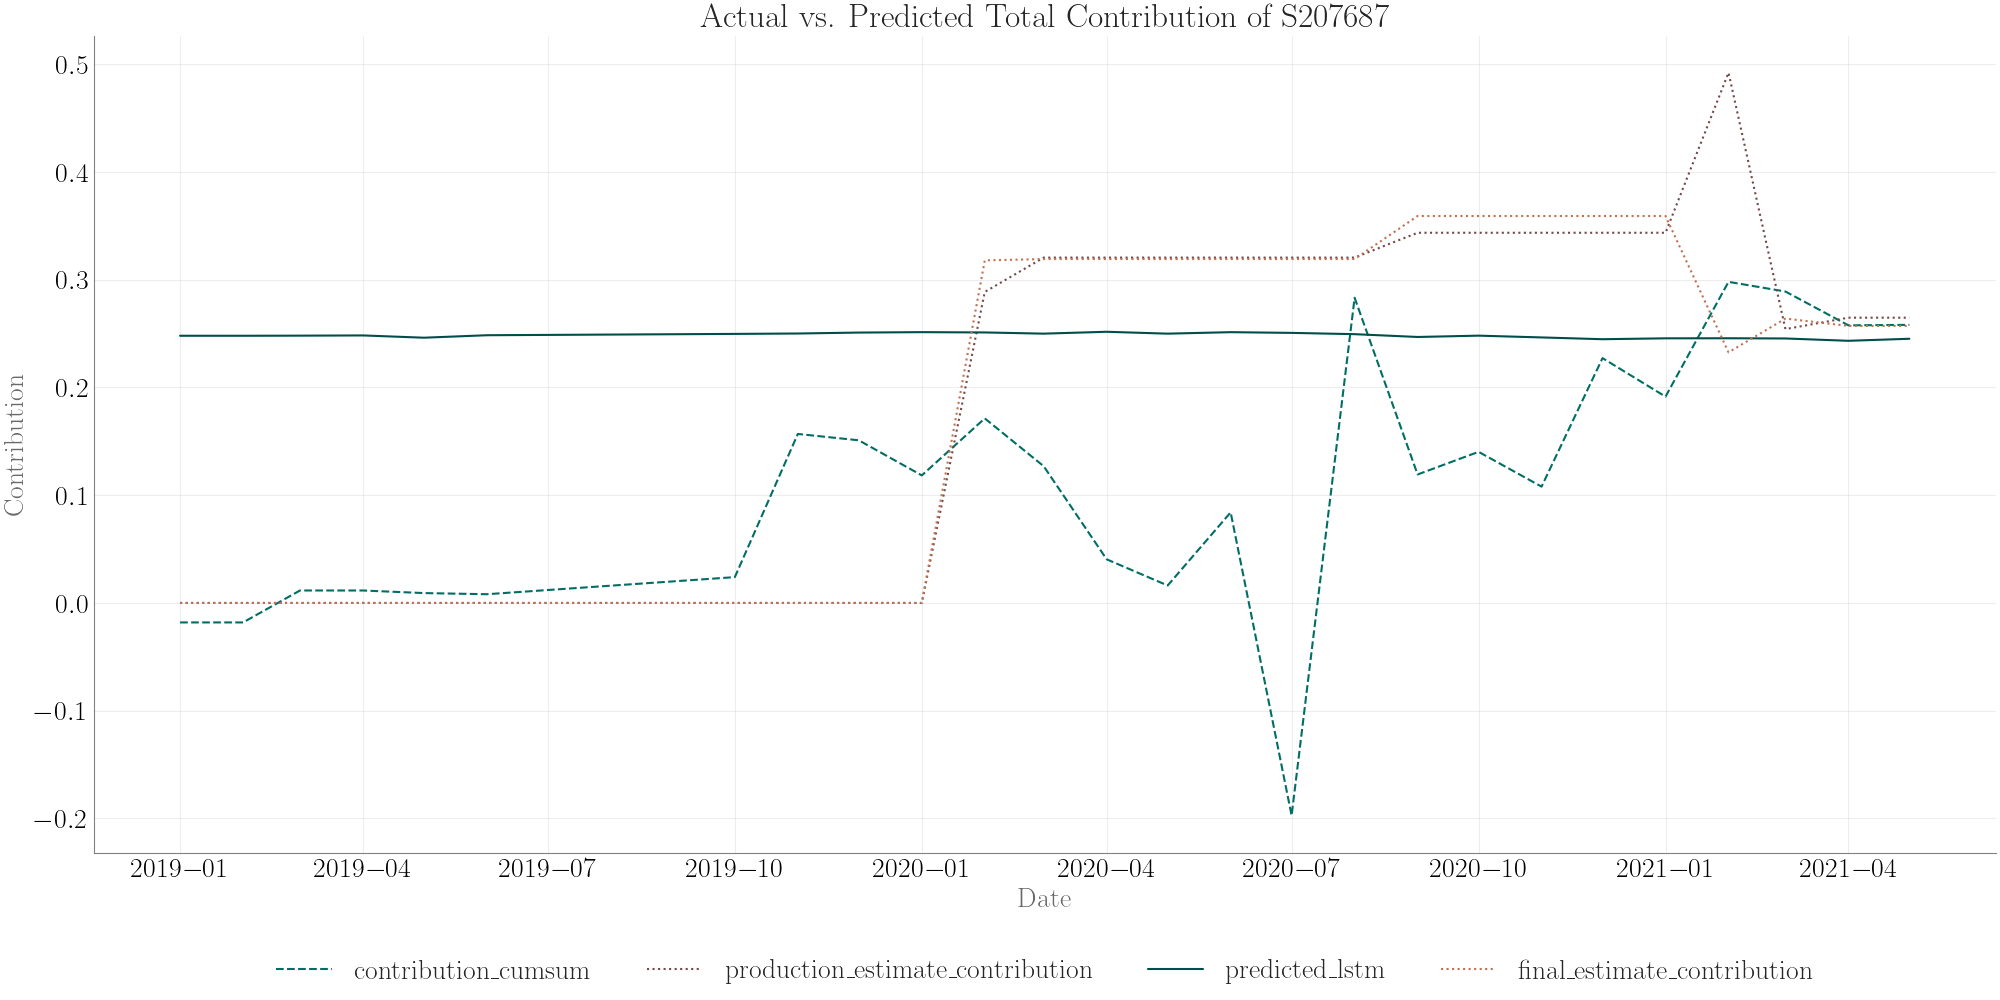 Actual vs. Predicted Total Contribution of S207687
0.5
0.4
0.3
0.2
0.1
0.0
−0.1
−0.2
Contribution
2019−01 2019−04 2019−07 2019−10 2020−01 2020−04 2020−07 2020−10 2021−01 2021−04
Date
contribution_cumsum production_estimate_contribution predicted_lstm final_estimate_contribution